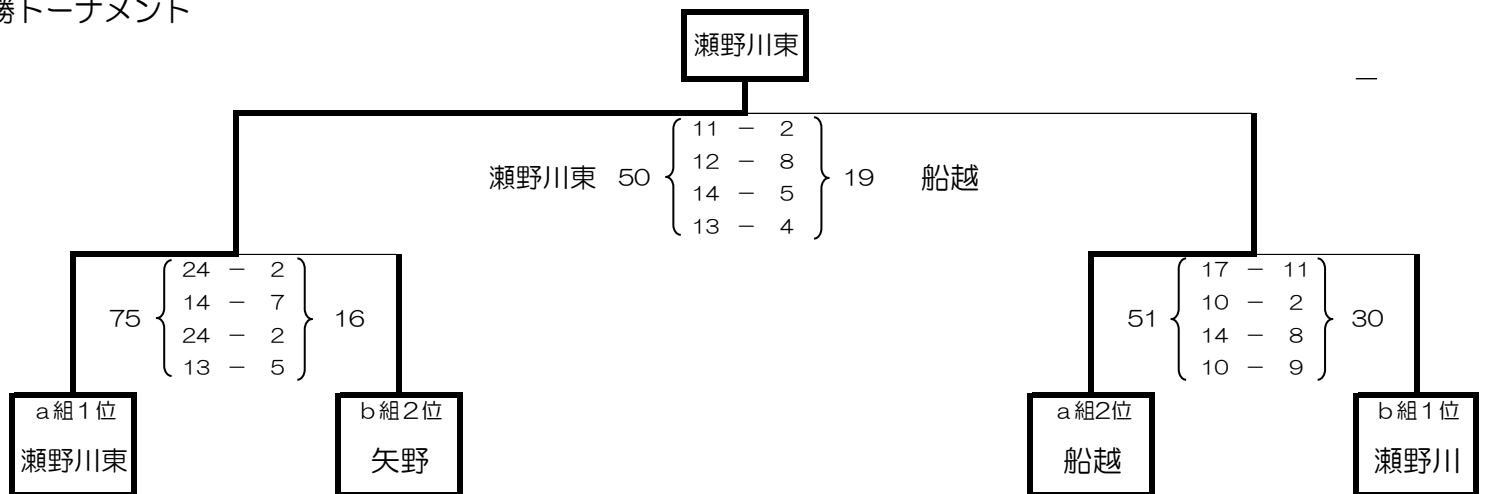 勝トーナメント
瀬野川東
－
瀬野川東 50 19 船越
11 － 2
12 － 8
14 － 5
13 － 4
75 16
24 － 2
14 － 7
24 － 2
13 － 5
51 30
17 － 11
10 － 2
14 － 8
10 － 9
a組1位
瀬野川東
b組2位
矢野
a組2位
船越
b組1位
瀬野川